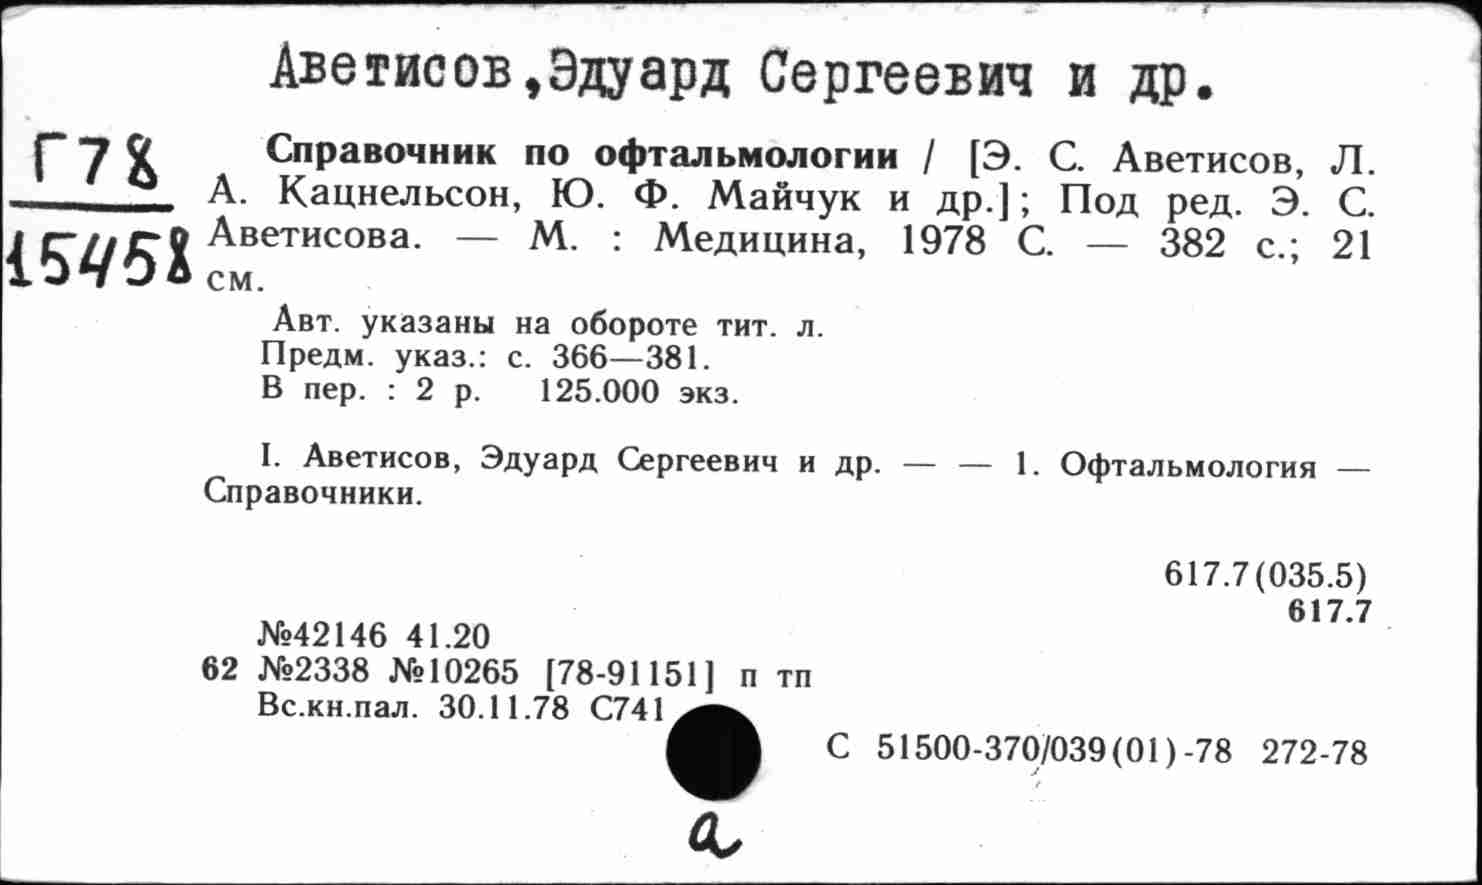 Аветисов,Эдуард Сергеевич и др.
Г78
15458
Справочник по офтальмологии / [Э. С. Аветисов, Л.
А. Кацнельсон, Ю. Ф. Майчук и др.]; Под ред. Э. С.
Аветисова. — М. : Медицина, 1978 С. — 382 с.; 21
см.
Авт. указаны на обороте тит. л.
Предм. указ.: с. 366—381.
В пер. : 2 р. 125.000 экз.
I. Аветисов, Эдуард Сергеевич и др. — — 1. Офтальмология —
Справочники.
617.7(035.5)
617.7
№42146 41.20
62 №2338 №10265 [78-91151] п тп
Вс.кн.пал. 30.11.78 С741
С 51500-370/039(01)-78 272-78
а